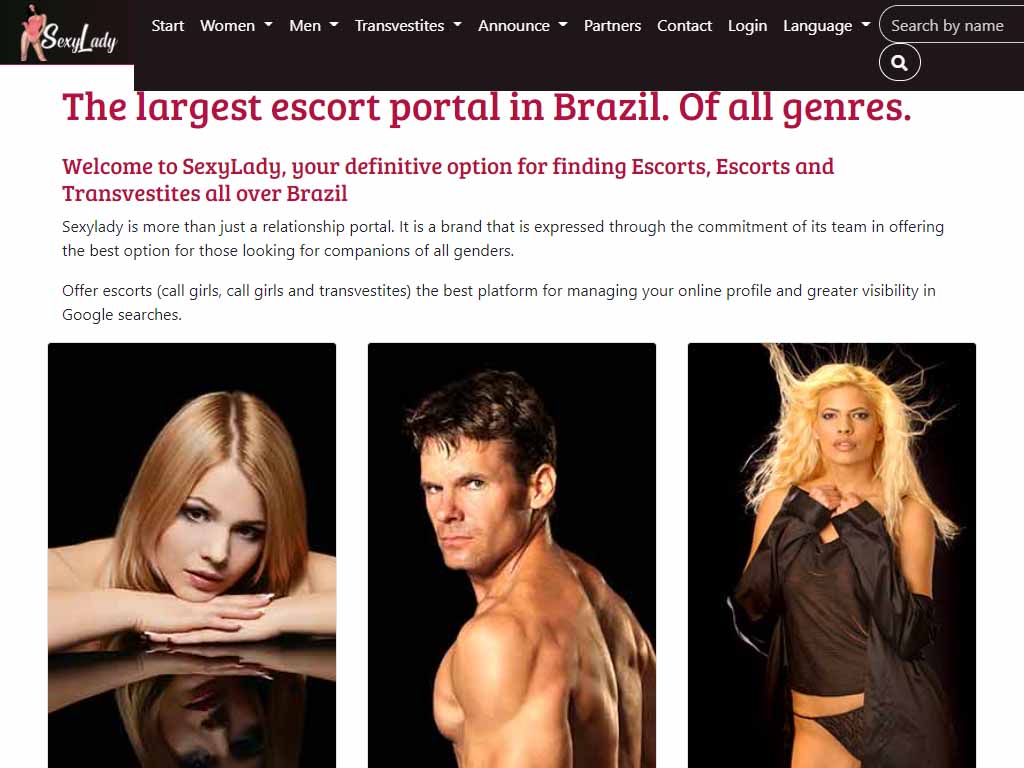 SexyLady
Start Women Men Transvestites Announce Partners Contact Login Language Search by name
The largest escort portal in Brazil. Of all genres.
Welcome to SexyLady, your definitive option for finding Escorts, Escorts and
Transvestites all over Brazil
Sexylady is more than just a relationship portal. It is a brand that is expressed through the commitment of its team in offering
the best option for those looking for companions of all genders.
Offer escorts (call girls, call girls and transvestites) the best platform for managing your online profile and greater visibility in
Google searches.